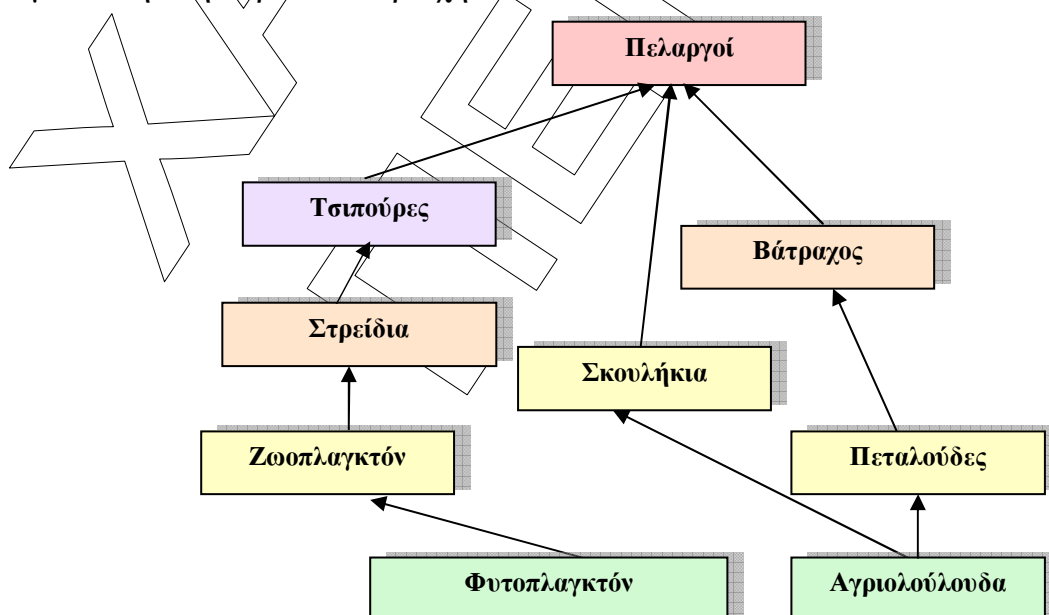 Πελαργοί
Τσιπούρες
Βάτραχος
Στρείδια
Σκουλήκια
Ζωοπλαγκτόν
Πεταλούδες
Φυτοπλαγκτόν
Αγριολούλουδα